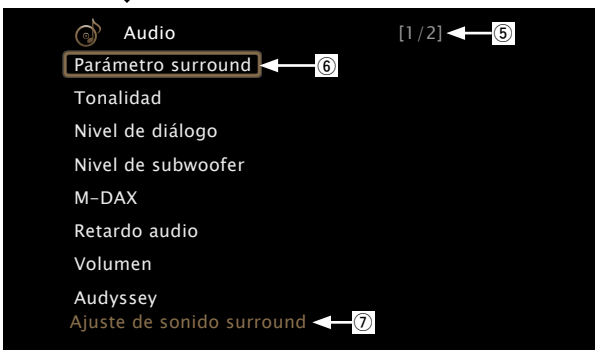 Audio [1/2] ⑤
Parámetro surround ⑥
Tonalidad
Nivel de diálogo
Nivel de subwoofer
M-DAX
Retardo audio
Volumen
Audyssey
Ajuste de sonido surround ⑦